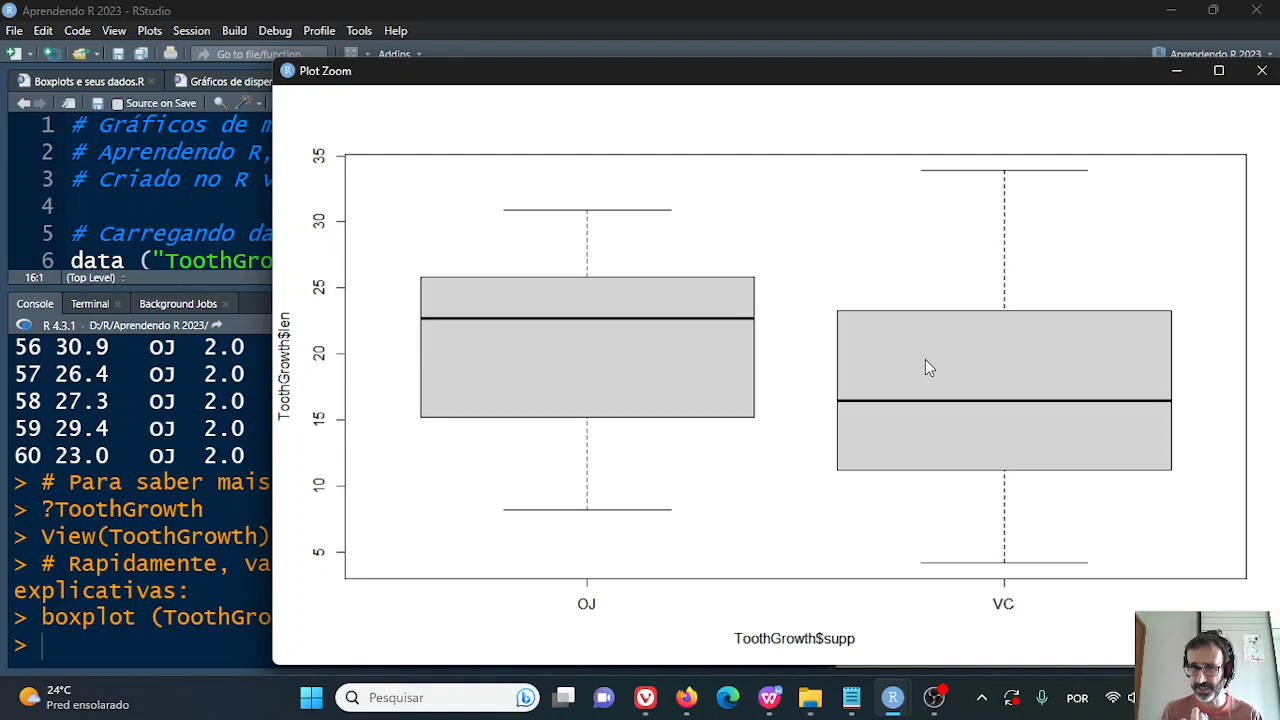 Aprendendo R 2023 - RStudio
File Edit Code View Plots Session Build Debug Profile Tools Help
Go to file/function Addins Aprendendo R 2023
Boxplots e seus dados.R Gráficos de disper
Source on Save
1 # Gráficos de m
2 # Aprendendo R,
3 # Criado no R v
4
5 # Carregando da
6 data ("ToothGro
16:1 (Top Level)
Console Terminal Background Jobs
R 4.3.1 · D:/R/Aprendendo R 2023/
56 30.9 OJ 2.0
57 26.4 OJ 2.0
58 27.3 OJ 2.0
59 29.4 OJ 2.0
60 23.0 OJ 2.0
> # Para saber mais
> ?ToothGrowth
> View(ToothGrowth)
> # Rapidamente, va
explicativas:
> boxplot (ToothGro
>
Plot Zoom
35
30
25
20
15
10
5
ToothGrowth$len
OJ VC
ToothGrowth$supp
24°C
Pred ensolarado
Pesquisar
POR